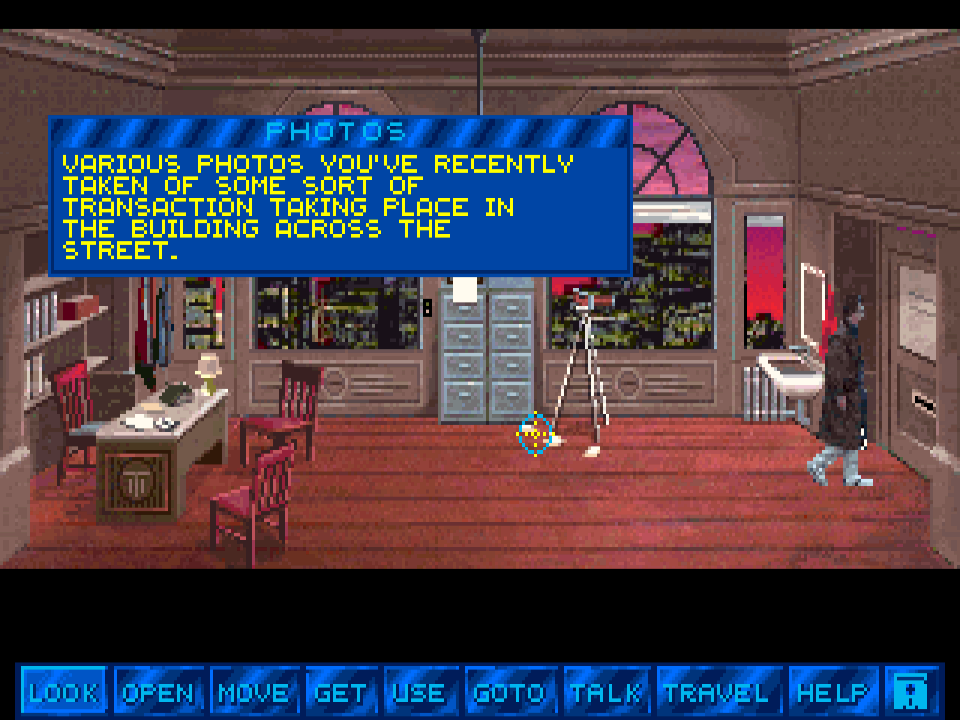 PHOTOS
VARIOUS PHOTOS YOU'VE RECENTLY
TAKEN OF SOME SORT OF
TRANSACTION TAKING PLACE IN
THE BUILDING ACROSS THE
STREET.
LOOK OPEN MOVE GET USE GOTO TALK TRAVEL HELP